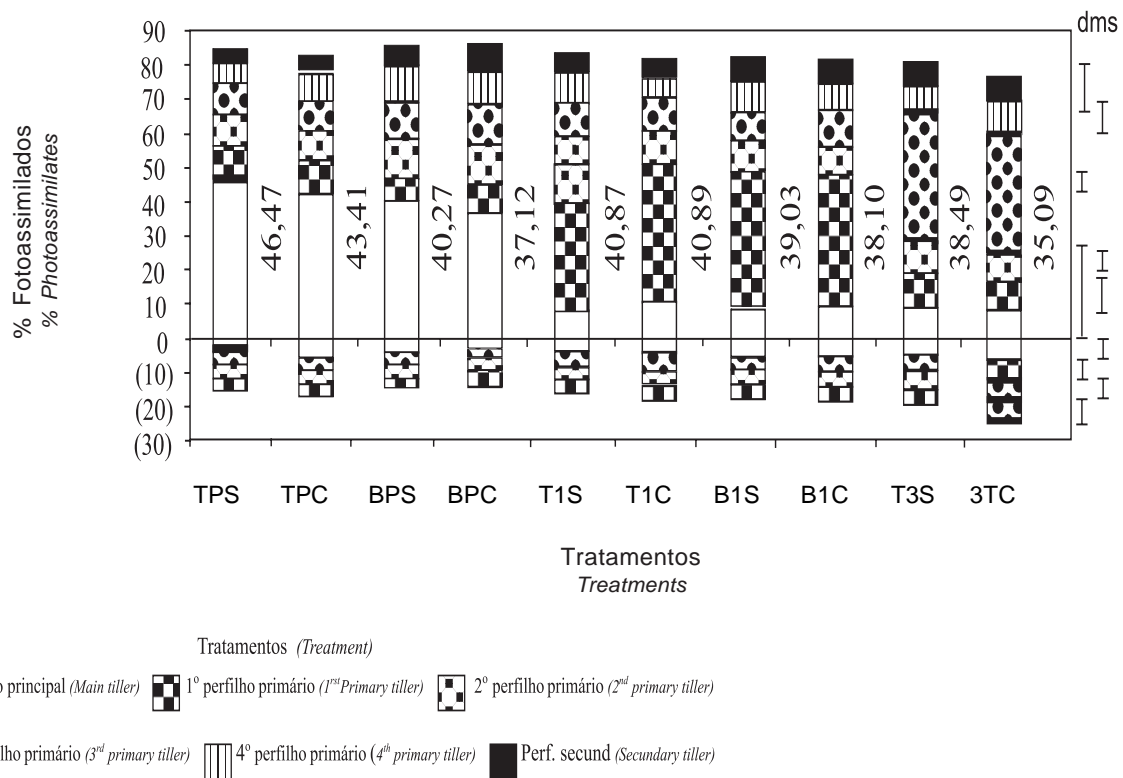 dms
90
80
70
60
50
40
30
20
10
0
(10)
(20)
(30)
% Fotoassimilados
% Photoassimilates
46,47
43,41
40,27
37,12
40,87
40,89
39,03
38,10
38,49
35,09
TPS TPC BPS BPC T1S T1C B1S B1C T3S 3TC
Tratamentos
Treatments
Tratamentos (Treatment)
principal (Main tiller) 1º perfilho primário (1rst Primary tiller) 2º perfilho primário (2nd primary tiller)
primário (3rd primary tiller) 4º perfilho primário (4th primary tiller) Perf. secund (Secundary tiller)